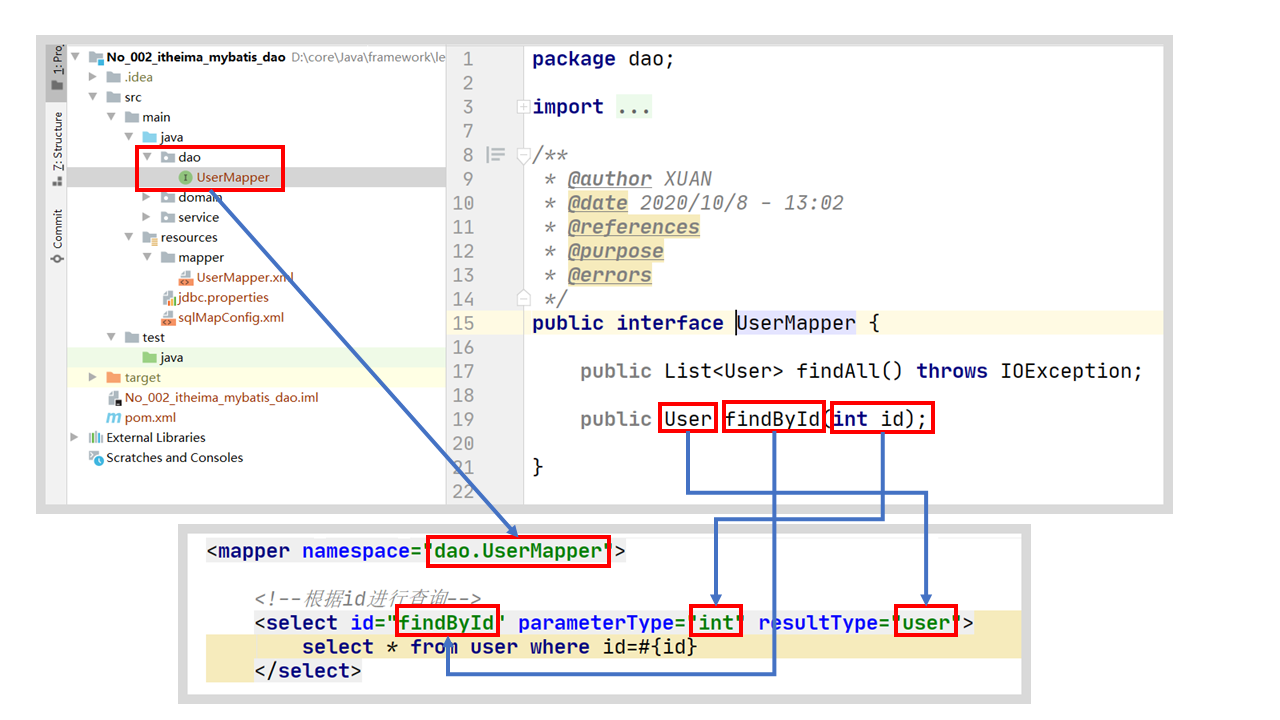 1: Pro
Z: Structure
Commit
No_002_itheima_mybatis_dao D:\core\Java\framework\le
.idea
src
main
java
dao
UserMapper
domain
service
resources
mapper
UserMapper.xml
jdbc.properties
sqlMapConfig.xml
test
java
target
No_002_itheima_mybatis_dao.iml
pom.xml
External Libraries
Scratches and Consoles
1 package dao;
2
3 import ...
7
8 /**
9 * @author XUAN
10 * @date 2020/10/8 - 13:02
11 * @references
12 * @purpose
13 * @errors
14 */
15 public interface UserMapper {
16
17 public List<User> findAll() throws IOException;
18
19 public User findById(int id);
20
21 }
22
<mapper namespace="dao.UserMapper">
<!--根据id进行查询-->
<select id="findById" parameterType="int" resultType="user">
select * from user where id=#{id}
</select>